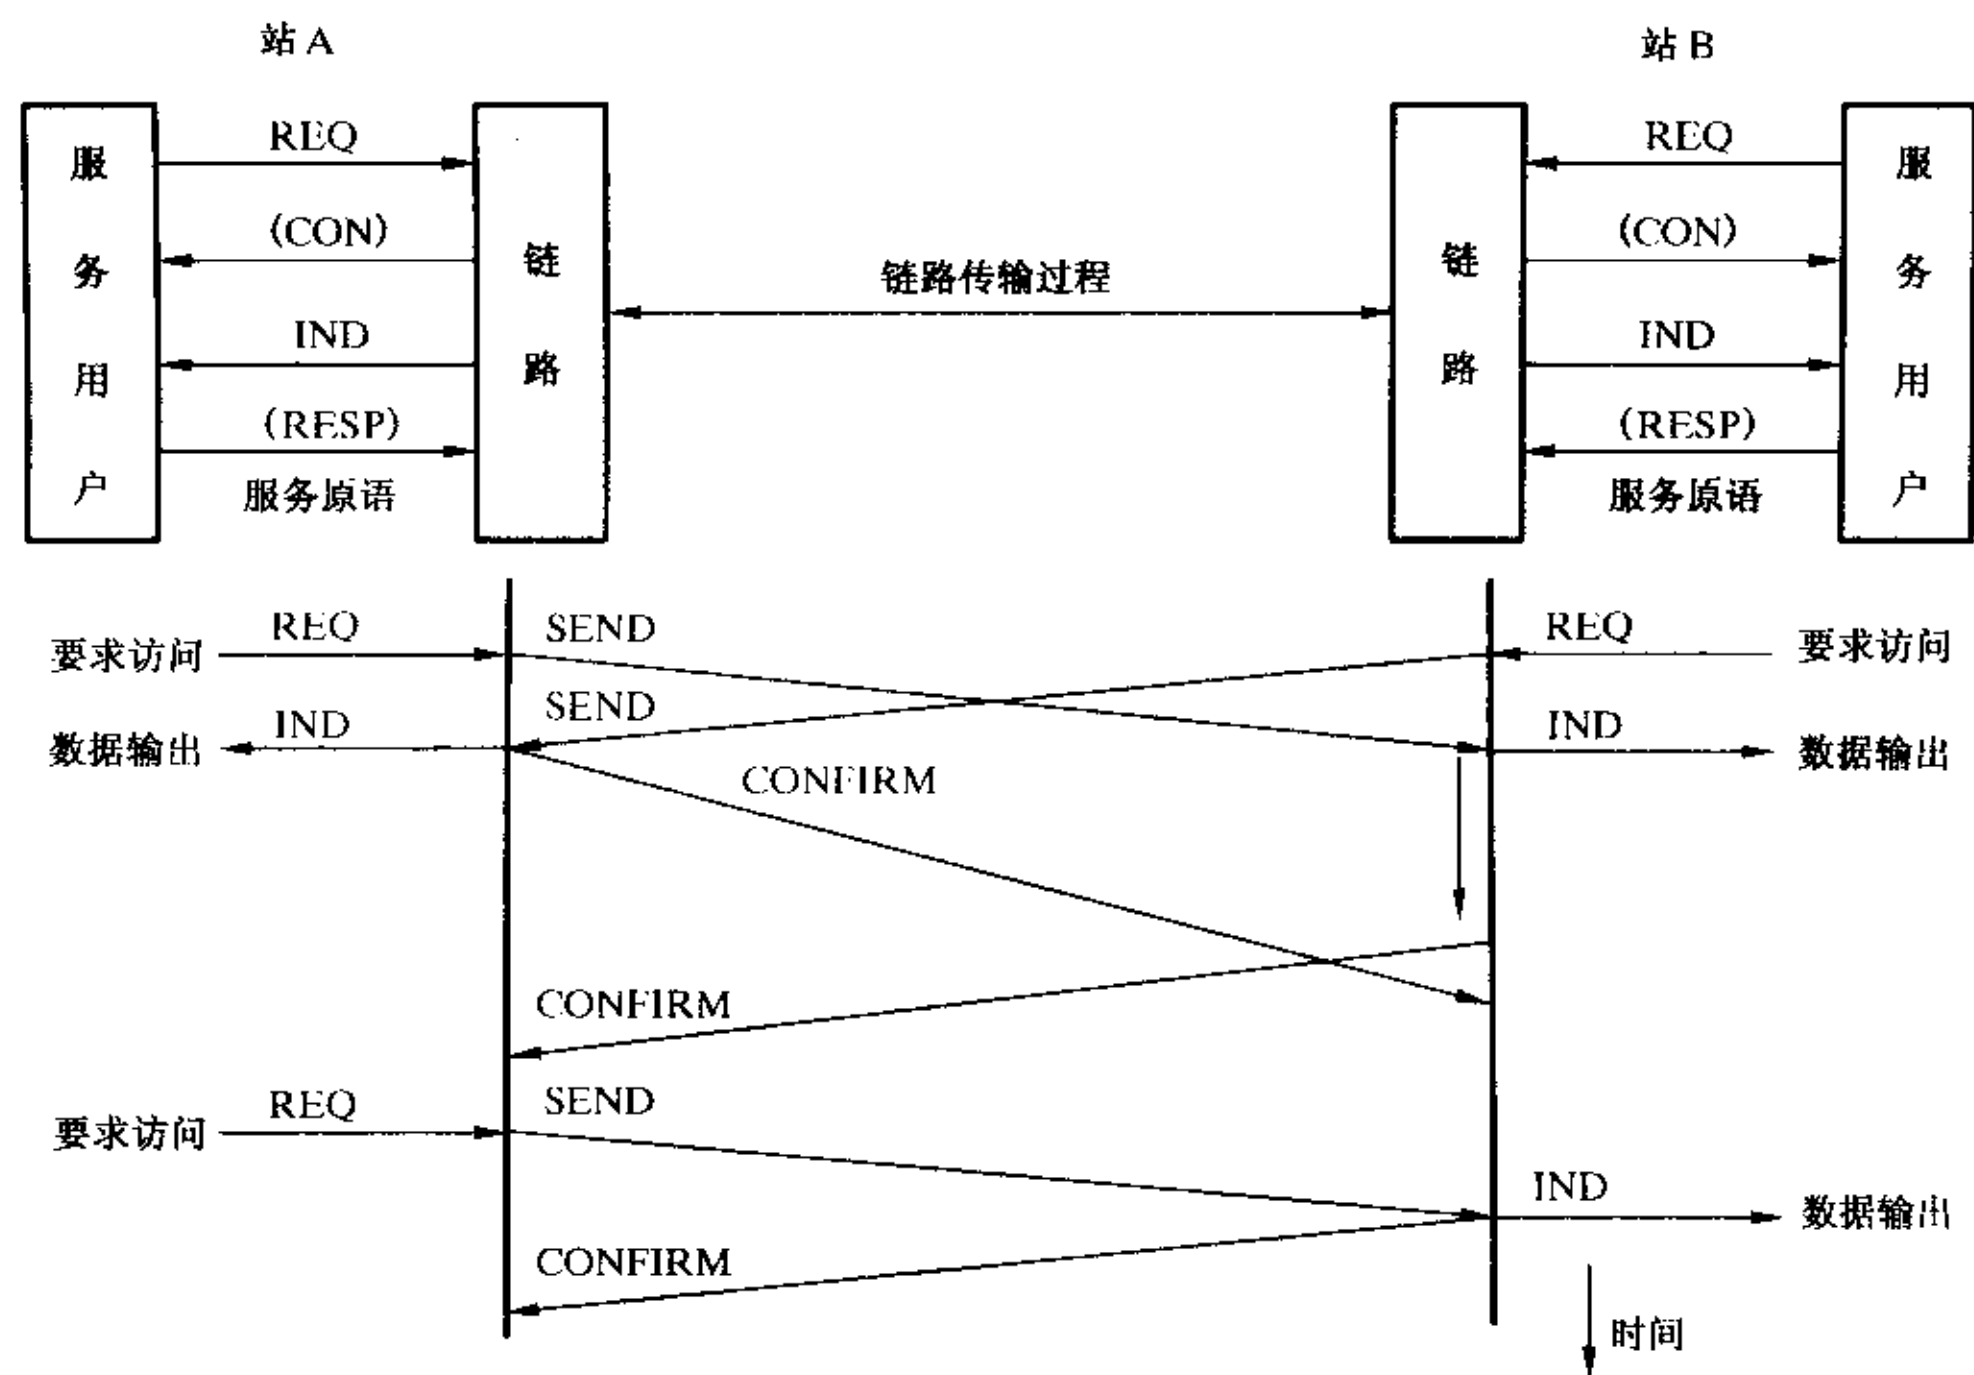 站 A
站 B
REQ
REQ
(CON)
(CON)
IND
IND
(RESP)
(RESP)
服务原语
服务原语
服务用户
链路
链路传输过程
链路
服务用户
REQ
SEND
REQ
要求访问
要求访问
IND
SEND
IND
数据输出
数据输出
CONFIRM
CONFIRM
REQ
SEND
要求访问
IND
数据输出
CONFIRM
时间